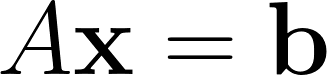 Ax = b